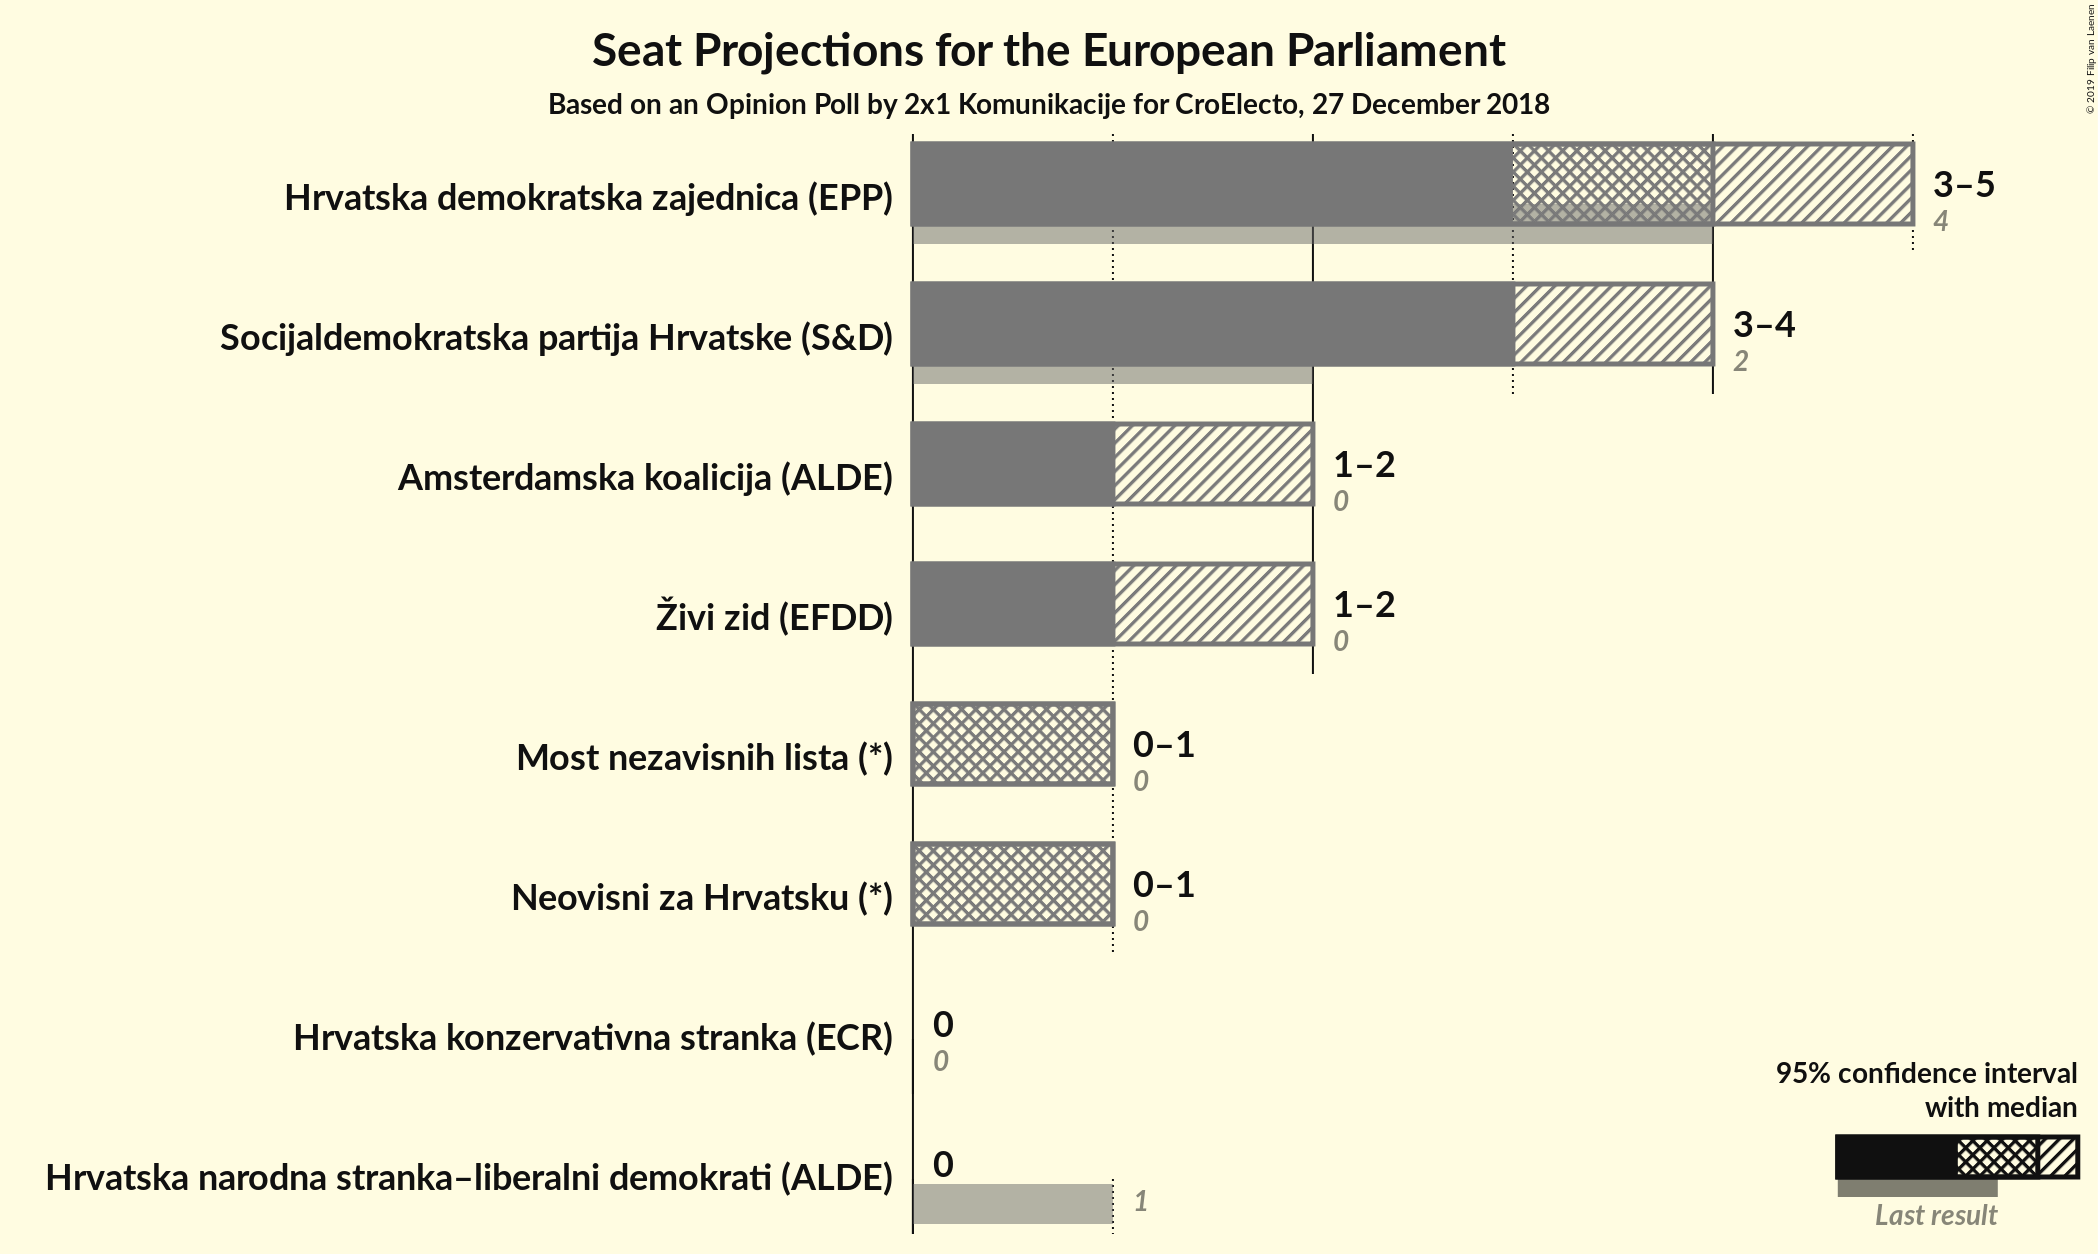 Seat Projections for the European Parliament
Based on an Opinion Poll by 2x1 Komunikacije for CroElecto, 27 December 2018
© 2019 Filip van Laenen
Hrvatska demokratska zajednica (EPP)
3–5
4
Socijaldemokratska partija Hrvatske (S&D)
3–4
2
Amsterdamska koalicija (ALDE)
1–2
0
Živi zid (EFDD)
1–2
0
Most nezavisnih lista (*)
0–1
0
Neovisni za Hrvatsku (*)
0–1
0
Hrvatska konzervativna stranka (ECR)
0
0
Hrvatska narodna stranka–liberalni demokrati (ALDE)
0
1
95% confidence interval
with median
Last result